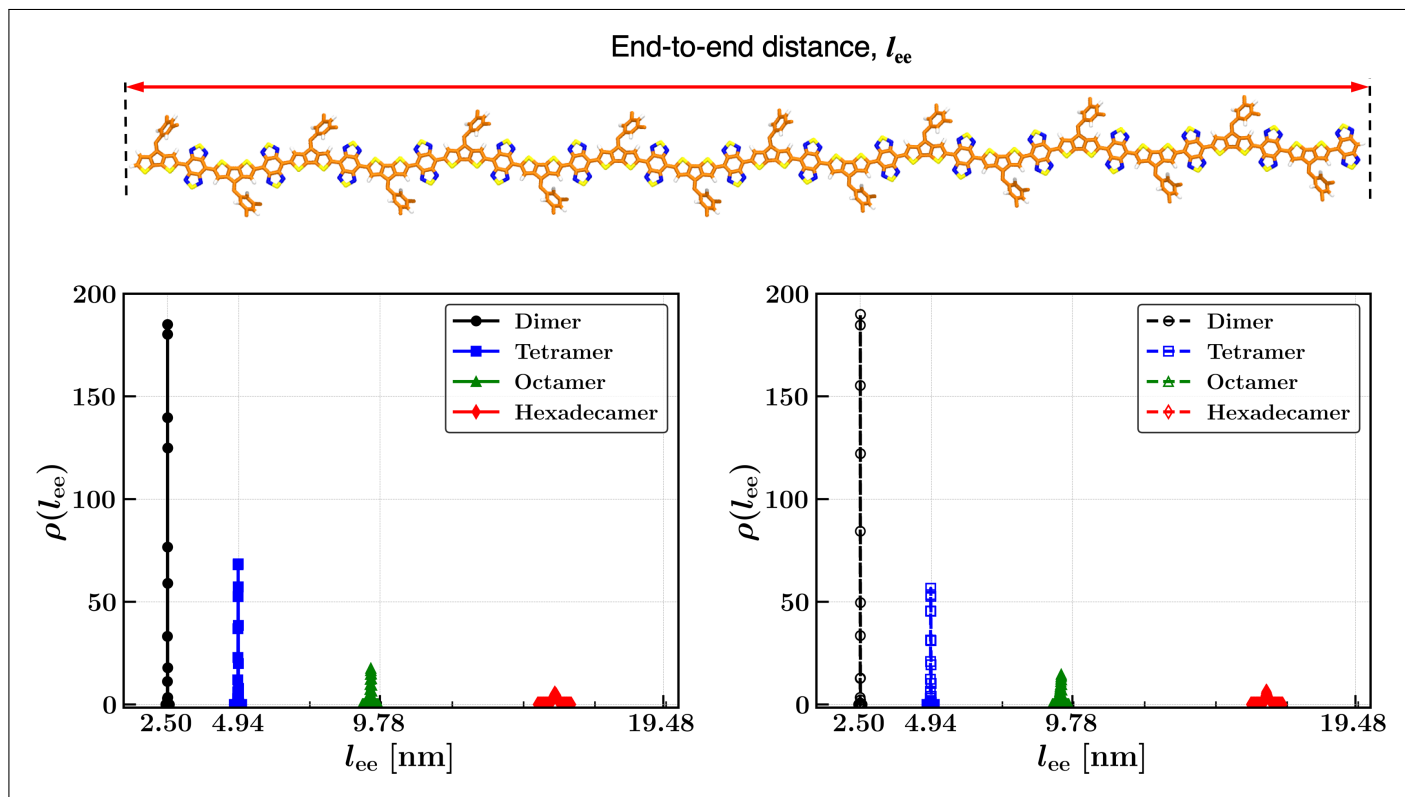 End-to-end distance, lee
200
150
100
50
0
ρ(lee)
Dimer
Tetramer
Octamer
Hexadecamer
2.50 4.94 9.78 19.48
lee [nm]
200
150
100
50
0
ρ(lee)
Dimer
Tetramer
Octamer
Hexadecamer
2.50 4.94 9.78 19.48
lee [nm]